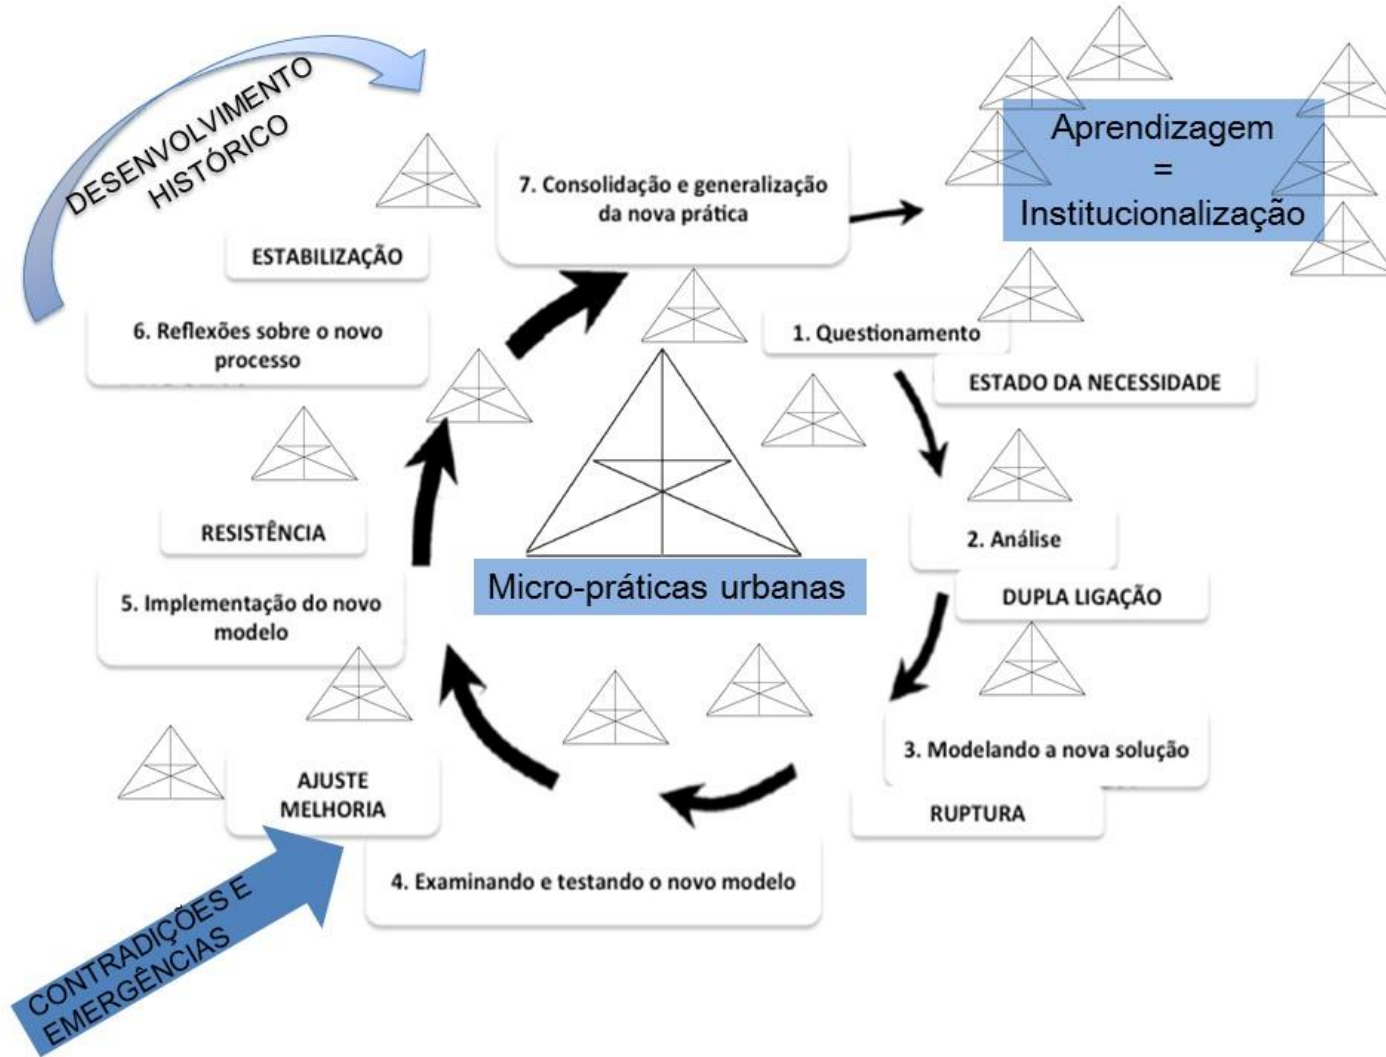 DESENVOLVIMENTO
HISTÓRICO
Aprendizagem
=
Institucionalização
7. Consolidação e generalização
da nova prática
ESTABILIZAÇÃO
6. Reflexões sobre o novo
processo
1. Questionamento
ESTADO DA NECESSIDADE
RESISTÊNCIA
2. Análise
DUPLA LIGAÇÃO
5. Implementação do novo
modelo
Micro-práticas urbanas
3. Modelando a nova solução
RUPTURA
AJUSTE
MELHORIA
4. Examinando e testando o novo modelo
CONTRADIÇÕES E
EMERGÊNCIAS